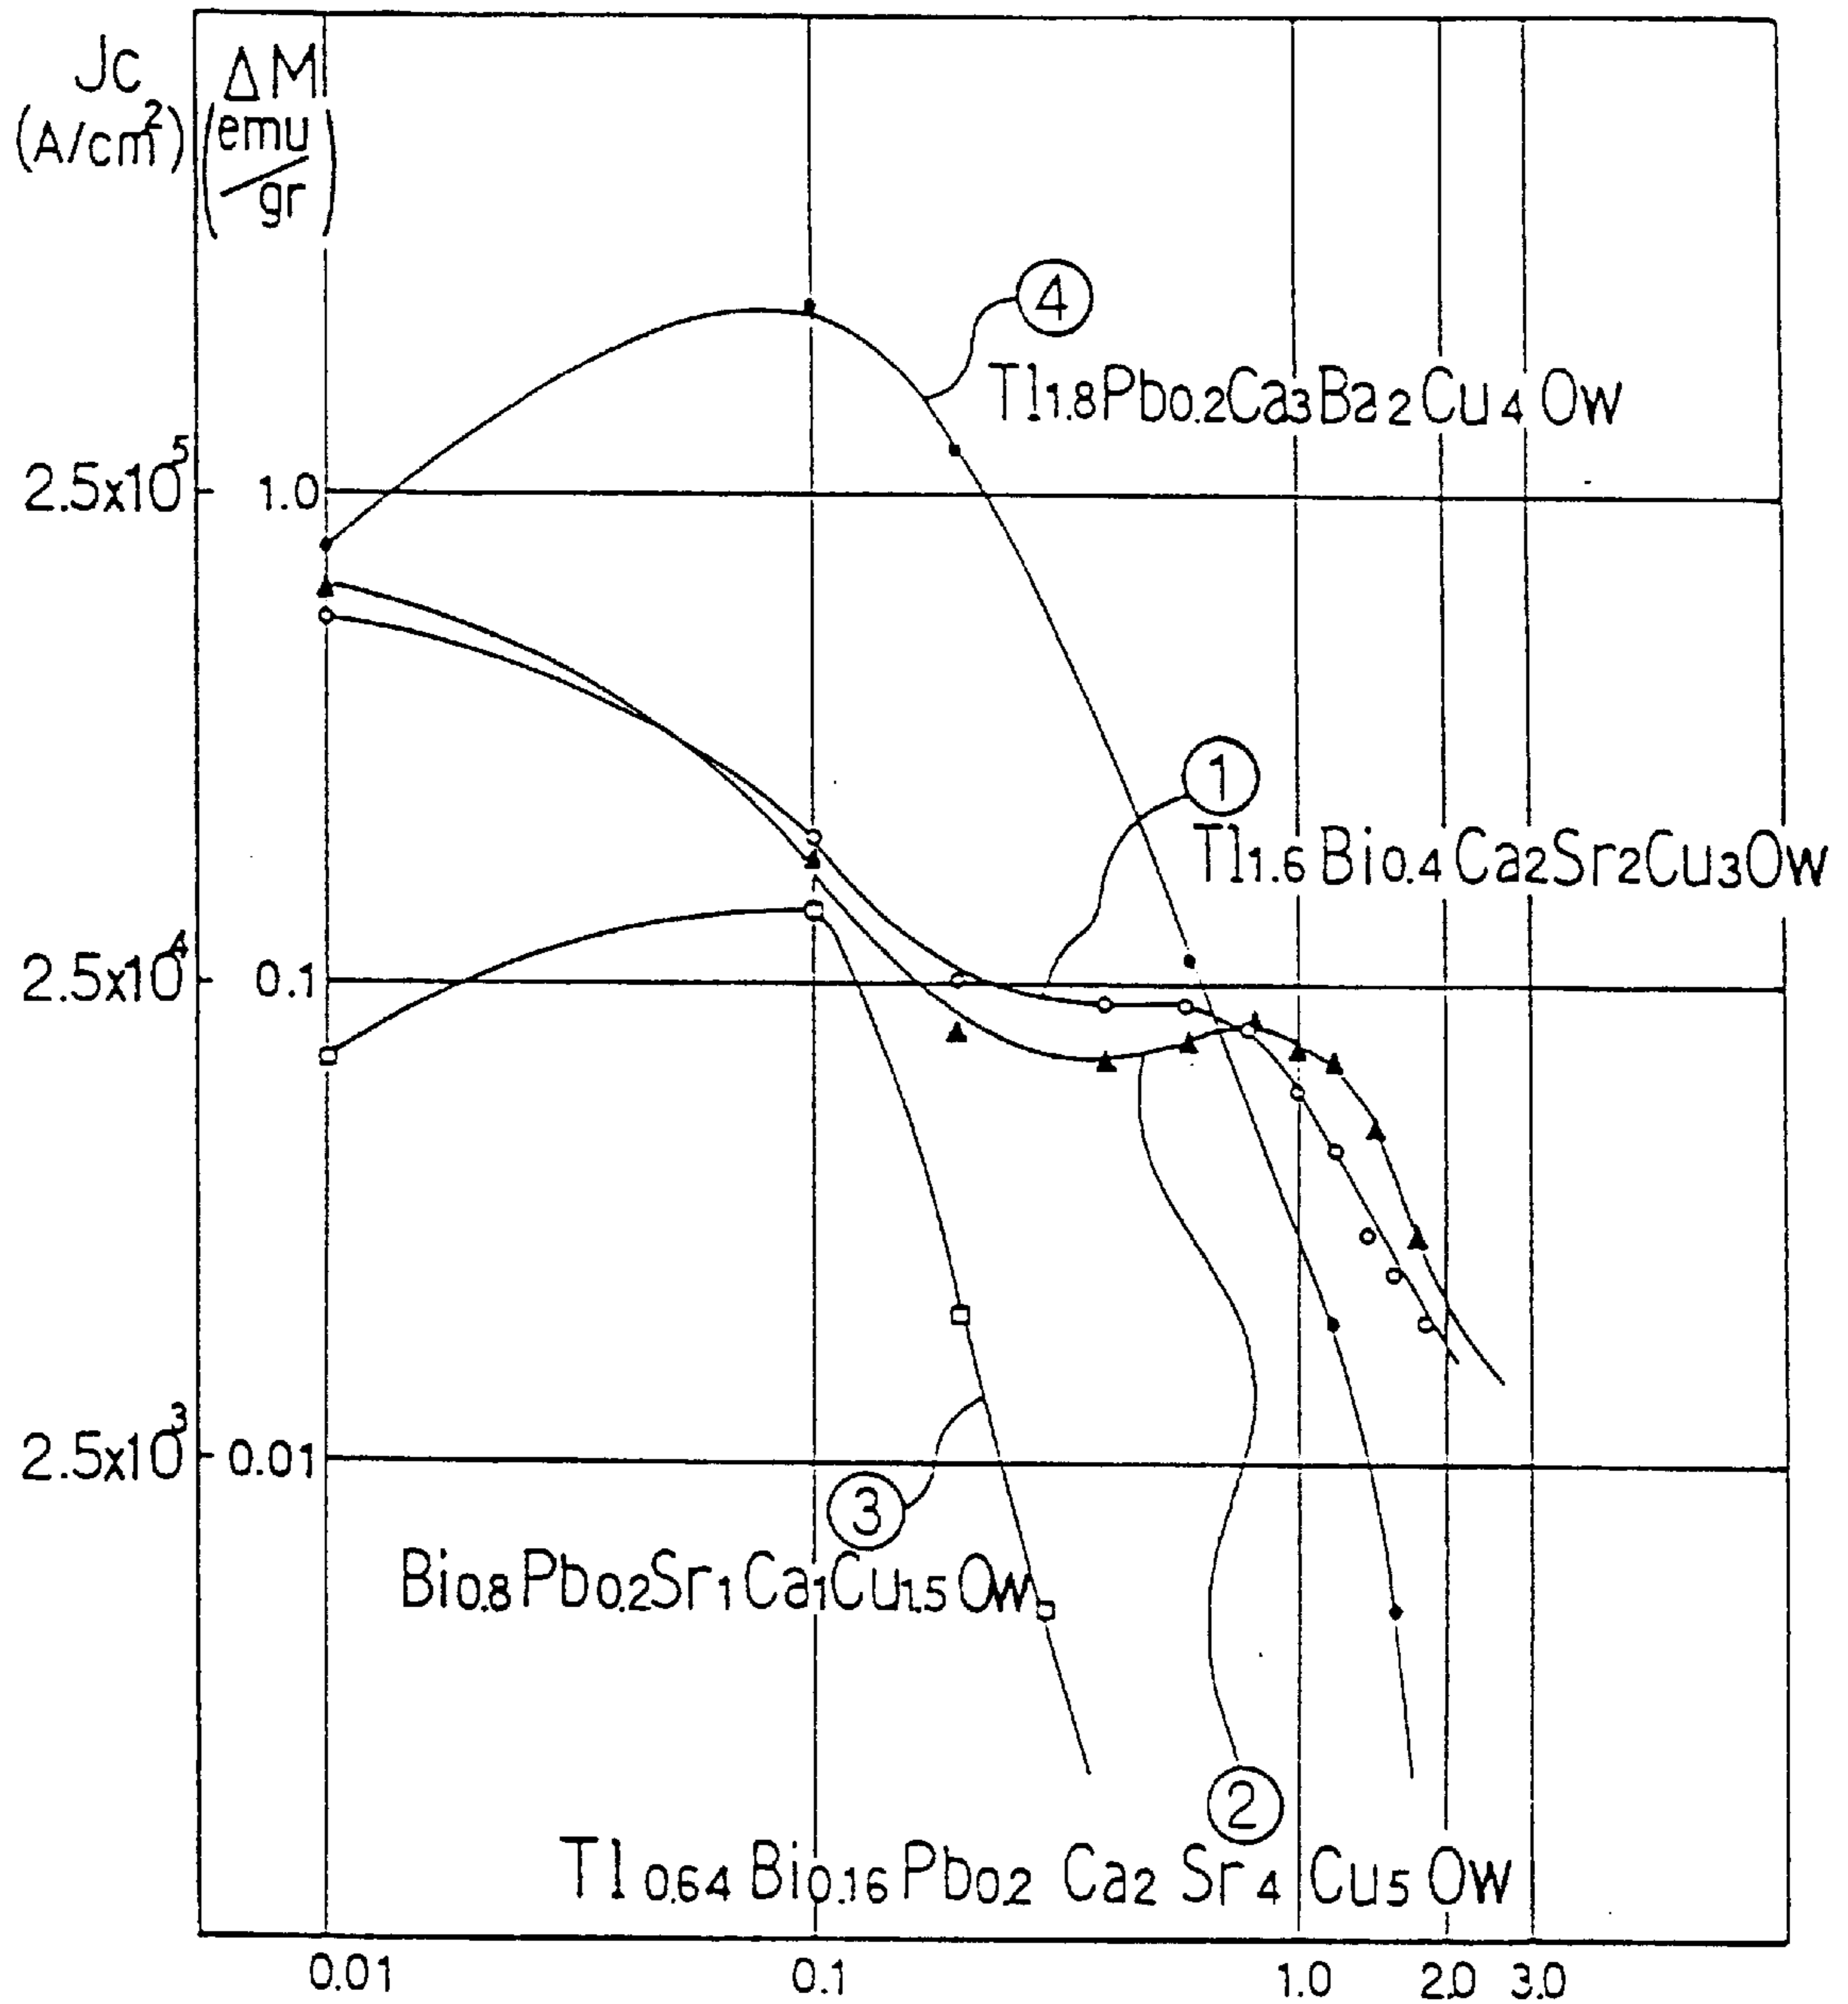 Jc
(A/cm²)
ΔM
(emu/gr)
④
Tl1.8Pb0.2Ca3Ba2Cu4Ow
2.5x10⁵ 1.0
①
Tl1.6Bi0.4Ca2Sr2Cu3Ow
2.5x10⁴ 0.1
2.5x10³ 0.01
③
Bi0.8Pb0.2Sr1Ca1Cu1.5Ow
②
Tl0.64Bi0.16Pb0.2Ca2Sr4Cu5Ow
0.01 0.1 1.0 2.0 3.0